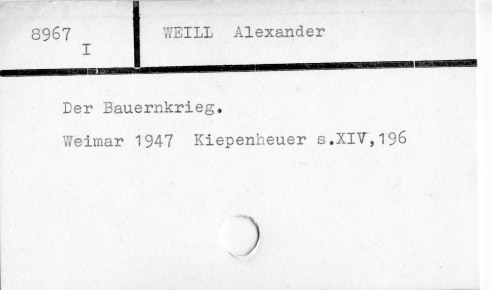 8967 I WEILL Alexander
Der Bauernkrieg.
Weimar 1947 Kiepenheuer s.XIV,196